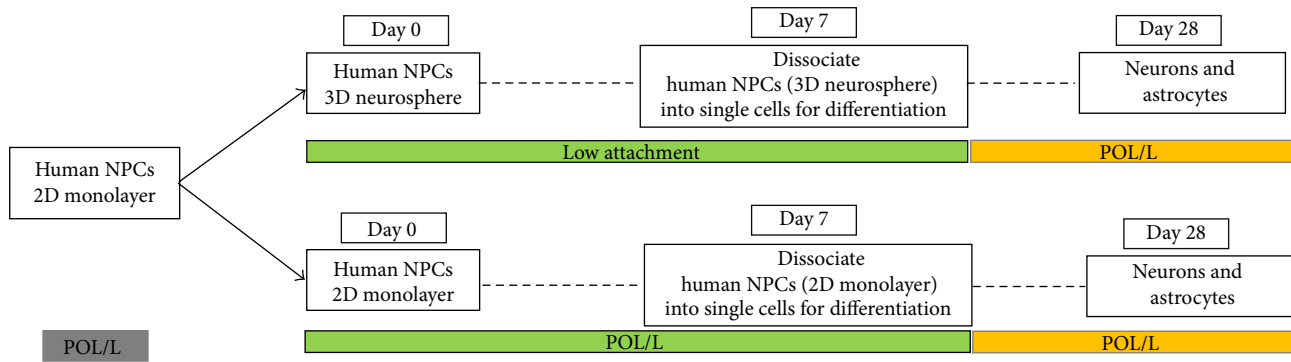 Human NPCs
2D monolayer
POL/L
Day 0
Human NPCs
3D neurosphere
Day 7
Dissociate
human NPCs (3D neurosphere)
into single cells for differentiation
Day 28
Neurons and
astrocytes
Low attachment
POL/L
Day 0
Human NPCs
2D monolayer
Day 7
Dissociate
human NPCs (2D monolayer)
into single cells for differentiation
Day 28
Neurons and
astrocytes
POL/L
POL/L